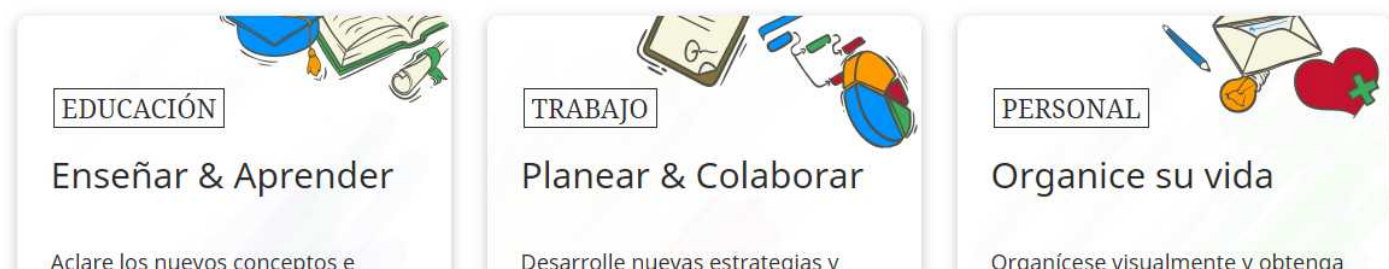 EDUCACIÓN
Enseñar & Aprender
Aclare los nuevos conceptos e
TRABAJO
Planear & Colaborar
Desarrolle nuevas estrategias y
PERSONAL
Organice su vida
Organícese visualmente y obtenga